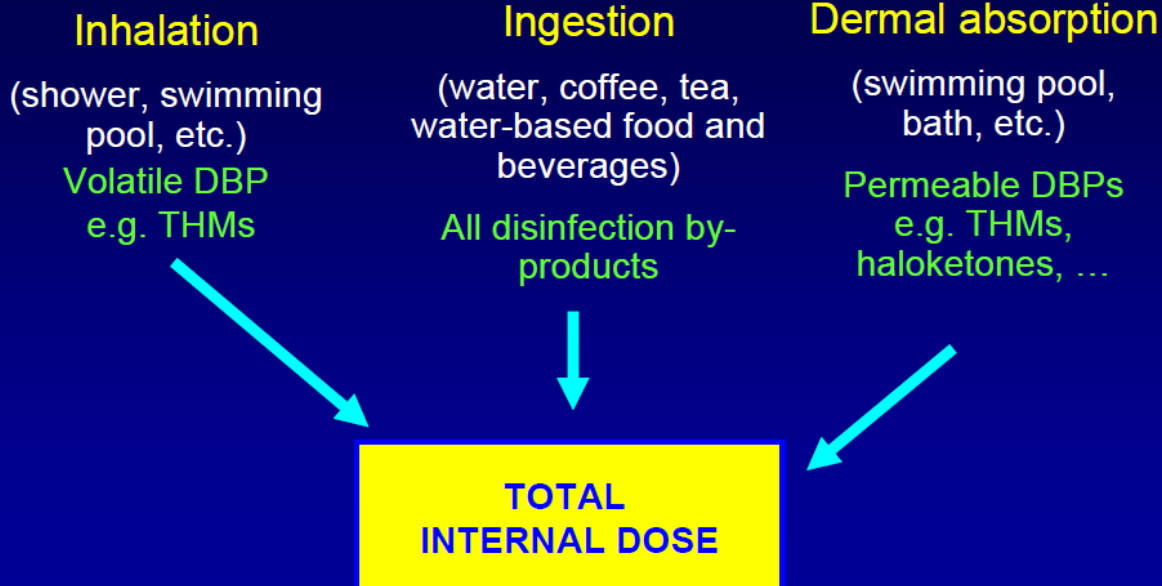 Inhalation
(shower, swimming
pool, etc.)
Volatile DBP
e.g. THMs
Ingestion
(water, coffee, tea,
water-based food and
beverages)
All disinfection by-
products
Dermal absorption
(swimming pool,
bath, etc.)
Permeable DBPs
e.g. THMs,
haloketones, …
TOTAL
INTERNAL DOSE